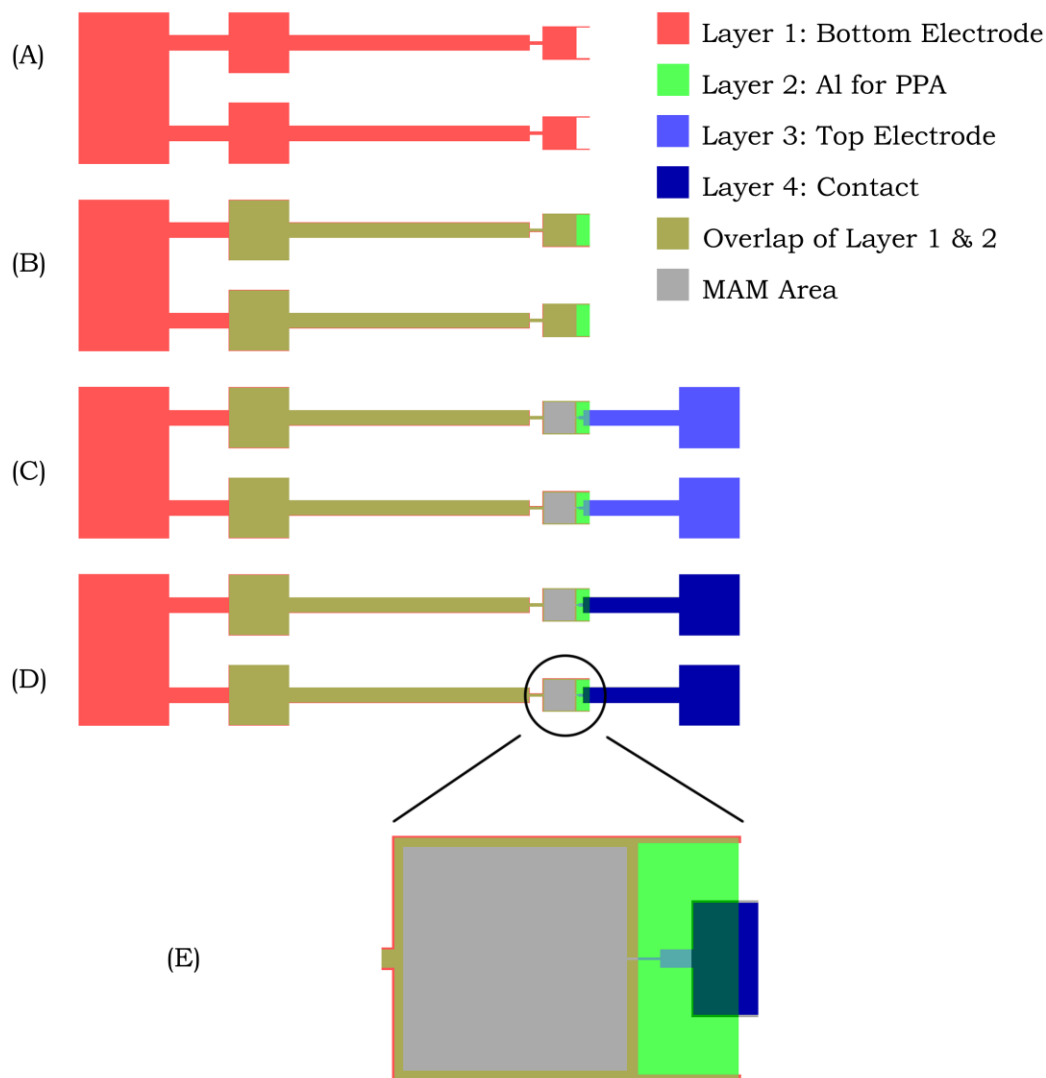 (A)
Layer 1: Bottom Electrode
Layer 2: Al for PPA
Layer 3: Top Electrode
Layer 4: Contact
Overlap of Layer 1 & 2
MAM Area
(B)
(C)
(D)
(E)